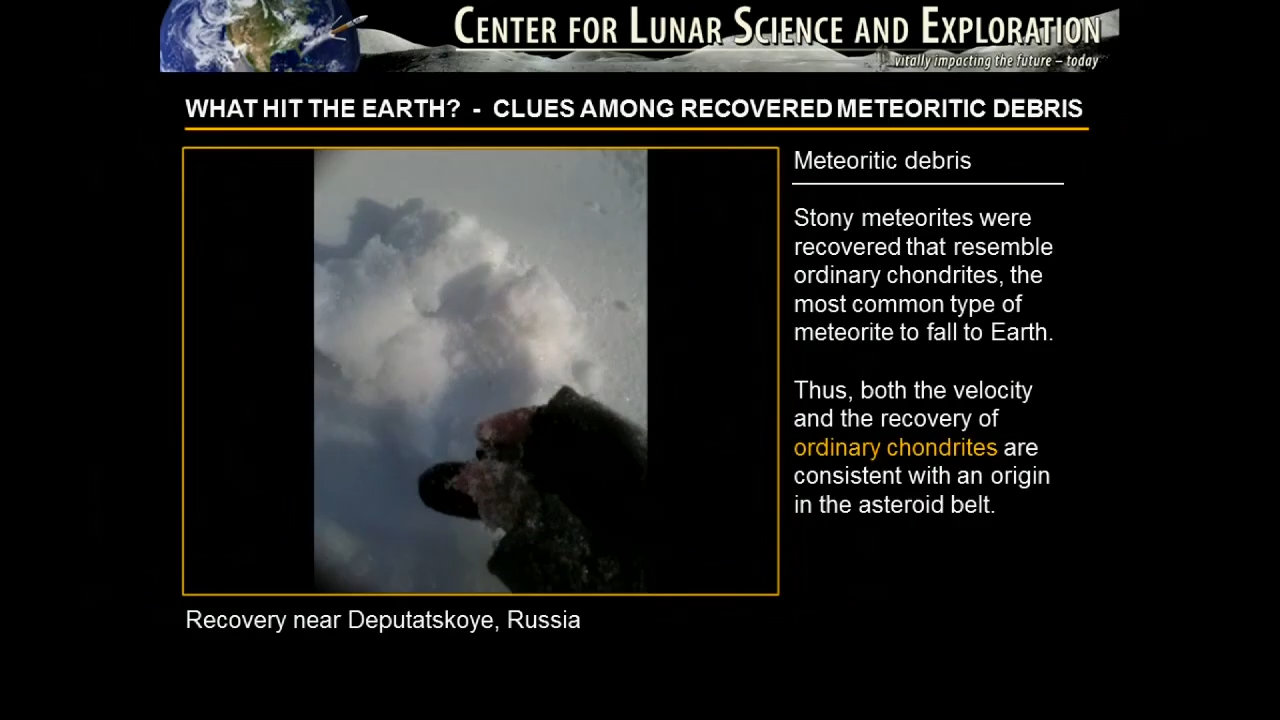 CENTER FOR LUNAR SCIENCE AND EXPLORATION
vitally impacting the future – today
WHAT HIT THE EARTH? - CLUES AMONG RECOVERED METEORITIC DEBRIS
Meteoritic debris
Stony meteorites were
recovered that resemble
ordinary chondrites, the
most common type of
meteorite to fall to Earth.
Thus, both the velocity
and the recovery of
ordinary chondrites are
consistent with an origin
in the asteroid belt.
Recovery near Deputatskoye, Russia